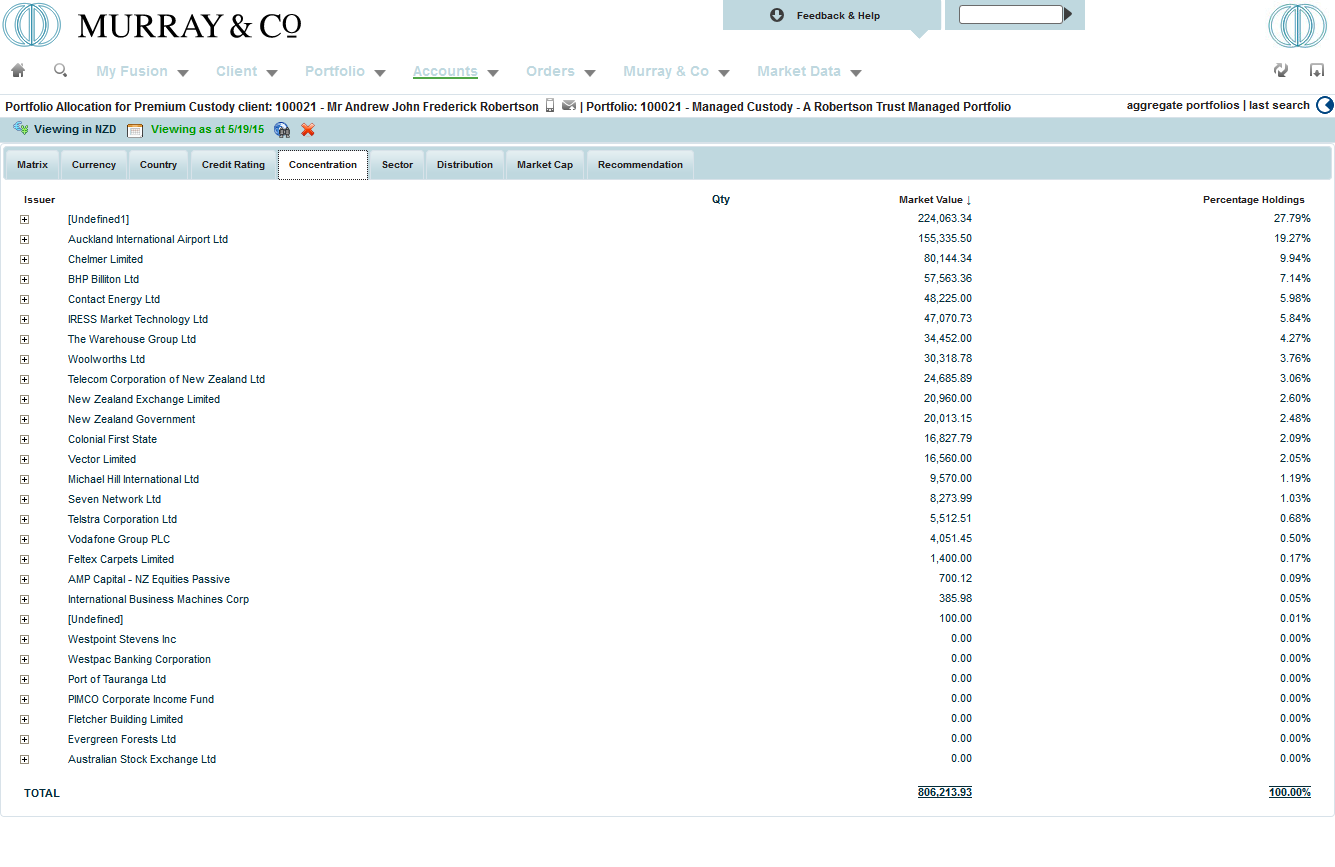 MURRAY & CO
Feedback & Help
My Fusion Client Portfolio Accounts Orders Murray & Co Market Data
Portfolio Allocation for Premium Custody client: 100021 - Mr Andrew John Frederick Robertson | Portfolio: 100021 - Managed Custody - A Robertson Trust Managed Portfolio aggregate portfolios | last search
Viewing in NZD Viewing as at 5/19/15
Matrix Currency Country Credit Rating Concentration Sector Distribution Market Cap Recommendation
Issuer Qty Market Value ↓ Percentage Holdings
[Undefined1] 224,063.34 27.79%
Auckland International Airport Ltd 155,335.50 19.27%
Chelmer Limited 80,144.34 9.94%
BHP Billiton Ltd 57,563.36 7.14%
Contact Energy Ltd 48,225.00 5.98%
IRESS Market Technology Ltd 47,070.73 5.84%
The Warehouse Group Ltd 34,452.00 4.27%
Woolworths Ltd 30,318.78 3.76%
Telecom Corporation of New Zealand Ltd 24,685.89 3.06%
New Zealand Exchange Limited 20,960.00 2.60%
New Zealand Government 20,013.15 2.48%
Colonial First State 16,827.79 2.09%
Vector Limited 16,560.00 2.05%
Michael Hill International Ltd 9,570.00 1.19%
Seven Network Ltd 8,273.99 1.03%
Telstra Corporation Ltd 5,512.51 0.68%
Vodafone Group PLC 4,051.45 0.50%
Feltex Carpets Limited 1,400.00 0.17%
AMP Capital - NZ Equities Passive 700.12 0.09%
International Business Machines Corp 385.98 0.05%
[Undefined] 100.00 0.01%
Westpoint Stevens Inc 0.00 0.00%
Westpac Banking Corporation 0.00 0.00%
Port of Tauranga Ltd 0.00 0.00%
PIMCO Corporate Income Fund 0.00 0.00%
Fletcher Building Limited 0.00 0.00%
Evergreen Forests Ltd 0.00 0.00%
Australian Stock Exchange Ltd 0.00 0.00%
TOTAL 806,213.93 100.00%